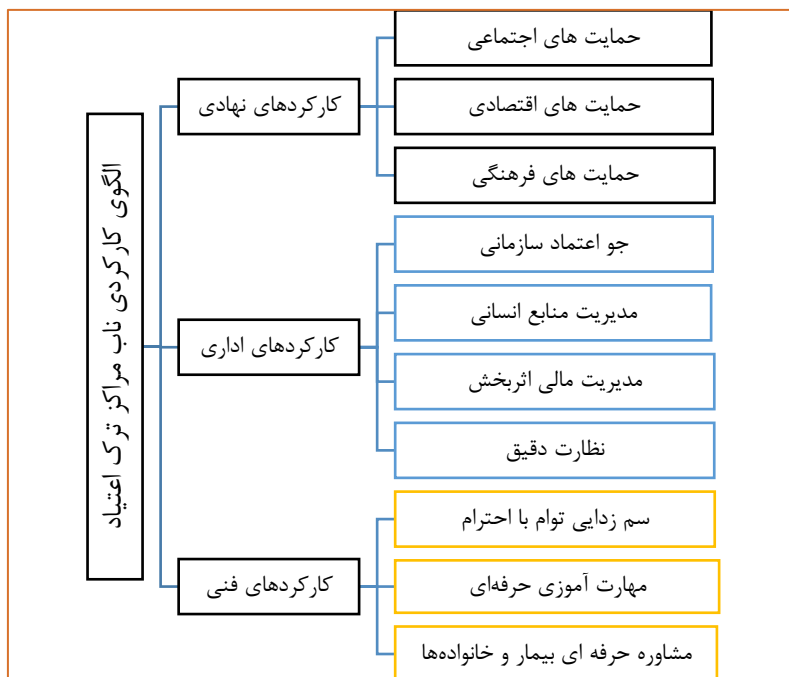 الگوی کارکردی ناب مراکز ترک اعتیاد
کارکردهای نهادی
حمایت های اجتماعی
حمایت های اقتصادی
حمایت های فرهنگی
کارکردهای اداری
جو اعتماد سازمانی
مدیریت منابع انسانی
مدیریت مالی اثربخش
نظارت دقیق
کارکردهای فنی
سم زدایی توام با احترام
مهارت آموزی حرفه‌ای
مشاوره حرفه ای بیمار و خانواده‌ها